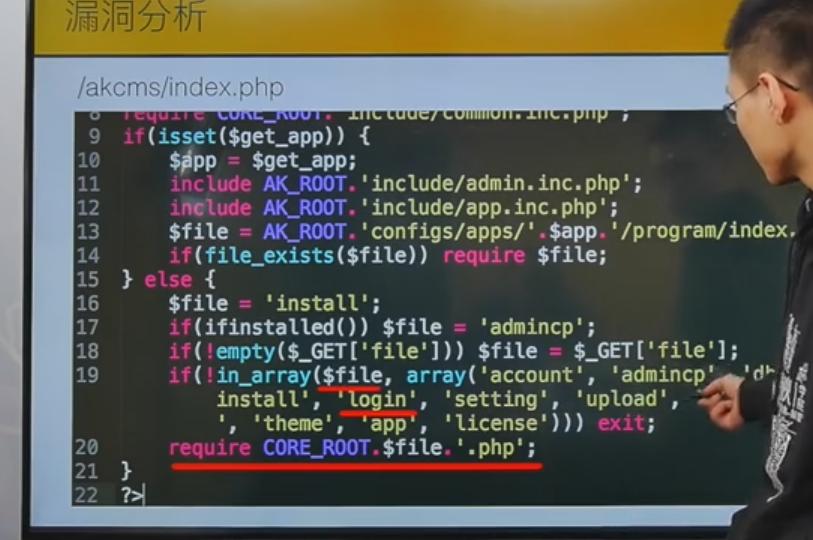 漏洞分析
/akcms/index.php
8 require CORE_ROOT.'include/common.inc.php';
9 if(isset($get_app)) {
10 $app = $get_app;
11 include AK_ROOT.'include/admin.inc.php';
12 include AK_ROOT.'include/app.inc.php';
13 $file = AK_ROOT.'configs/apps/'.$app.'/program/index.
14 if(file_exists($file)) require $file;
15 } else {
16 $file = 'install';
17 if(ifinstalled()) $file = 'admincp';
18 if(!empty($_GET['file'])) $file = $_GET['file'];
19 if(!in_array($file, array('account', 'admincp', 'db
install', 'login', 'setting', 'upload',
', 'theme', 'app', 'license'))) exit;
20 require CORE_ROOT.$file.'.php';
21 }
22 ?>